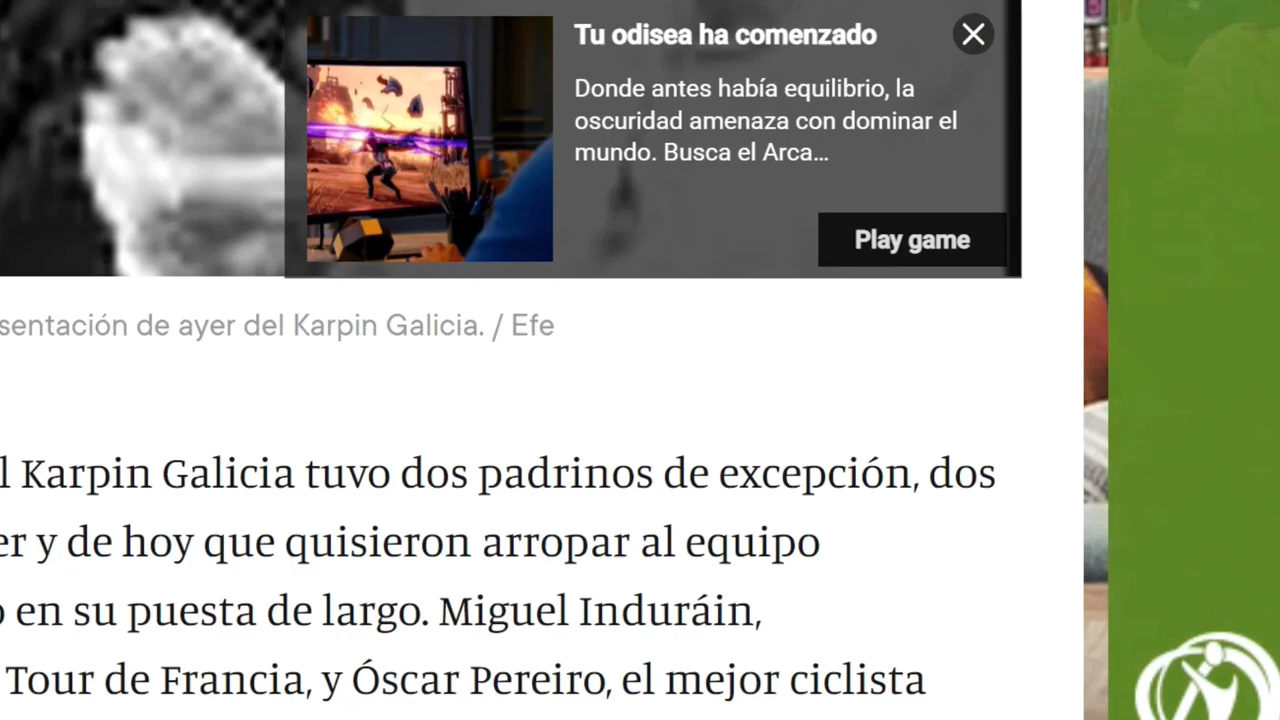 Tu odisea ha comenzado
Donde antes había equilibrio, la
oscuridad amenaza con dominar el
mundo. Busca el Arca...
Play game
sentación de ayer del Karpin Galicia. / Efe
l Karpin Galicia tuvo dos padrinos de excepción, dos
er y de hoy que quisieron arropar al equipo
o en su puesta de largo. Miguel Induráin,
Tour de Francia, y Óscar Pereiro, el mejor ciclista